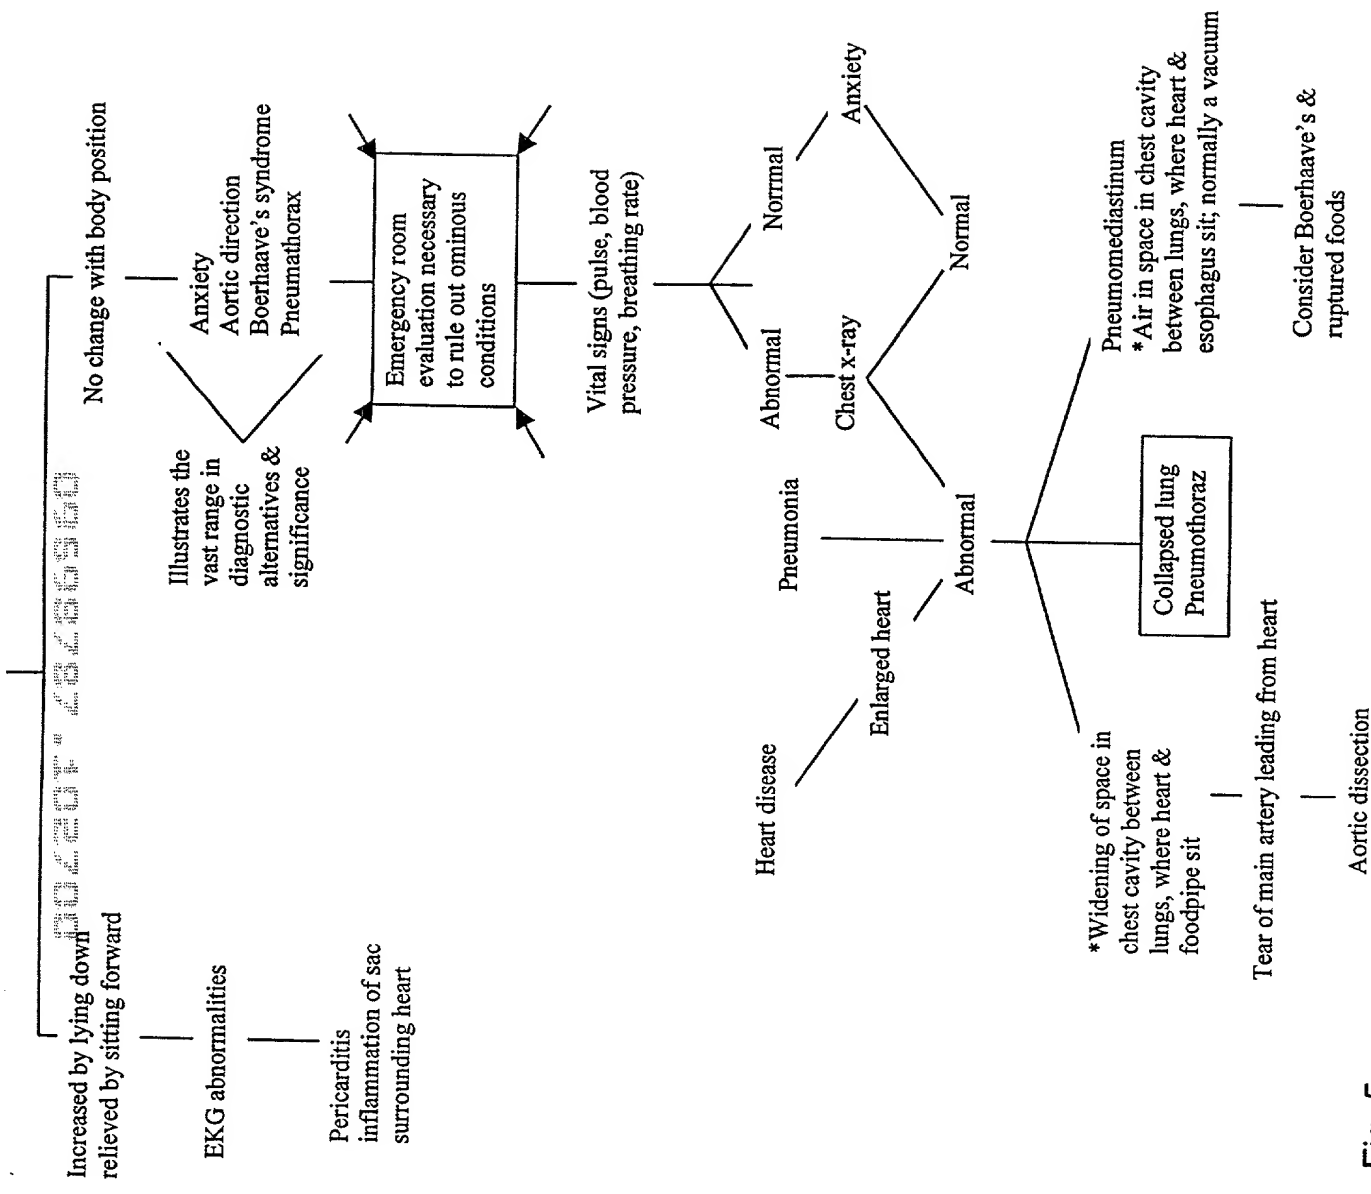 Increased by lying down
relieved by sitting forward
EKG abnormalities
Pericarditis
inflammation of sac
surrounding heart
No change with body position
Anxiety
Aortic direction
Boerhaave's syndrome
Pneumathorax
Illustrates the
vast range in
diagnostic
alternatives &
significance
Emergency room
evaluation necessary
to rule out ominous
conditions
Vital signs (pulse, blood
pressure, breathing rate)
Abnormal
Norrmal
Chest x-ray
Anxiety
Heart disease
Pneumonia
Enlarged heart
Abnormal
Normal
*Widening of space in
chest cavity between
lungs, where heart &
foodpipe sit
Tear of main artery leading from heart
Aortic dissection
Collapsed lung
Pneumothoraz
Pneumomediastinum
*Air in space in chest cavity
between lungs, where heart &
esophagus sit; normally a vacuum
Consider Boerhaave's &
ruptured foods